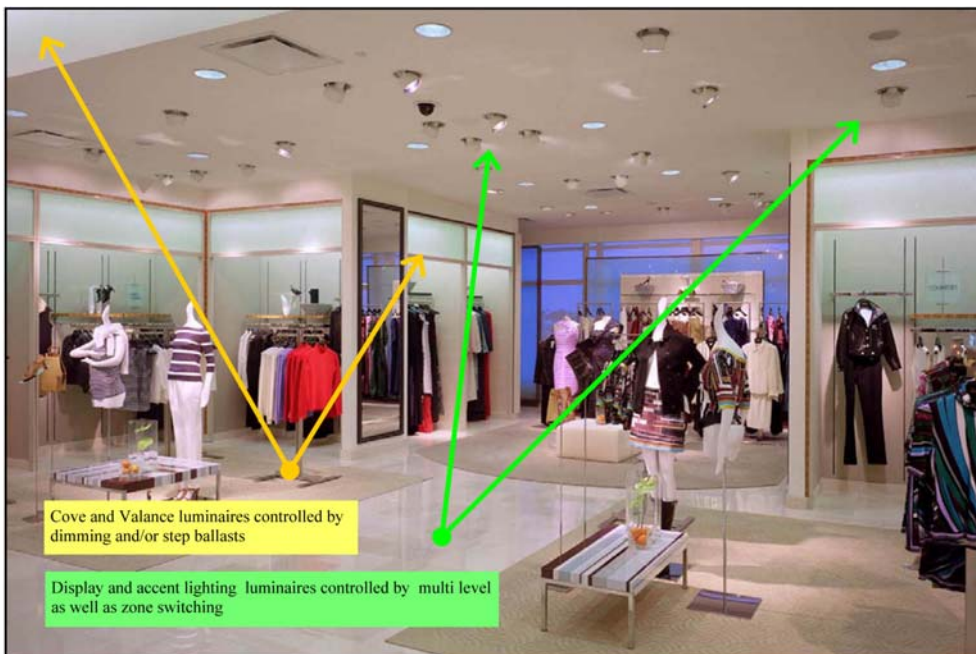 Cove and Valance luminaires controlled by
dimming and/or step ballasts
Display and accent lighting luminaires controlled by multi level
as well as zone switching